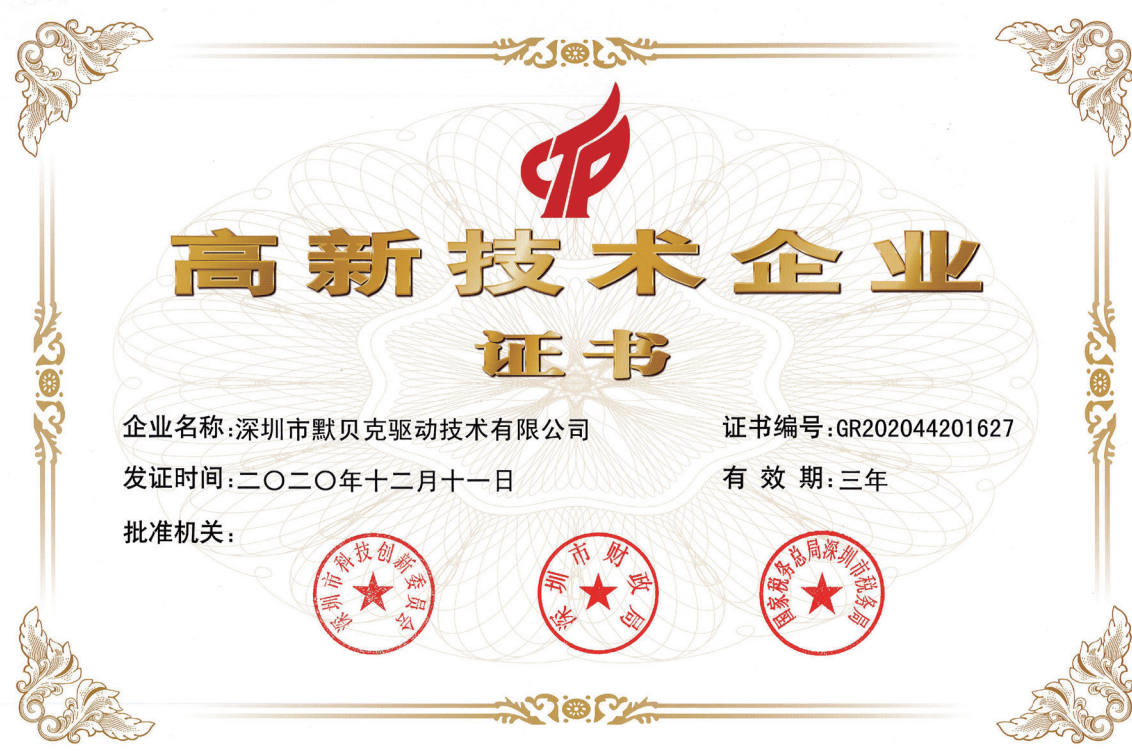 高新技术企业
证书
企业名称:深圳市默贝克驱动技术有限公司
证书编号:GR202044201627
发证时间:二〇二〇年十二月十一日
有 效 期:三年
批准机关:
深圳市科技创新委员会
深圳市财政局
国家税务总局深圳市税务局